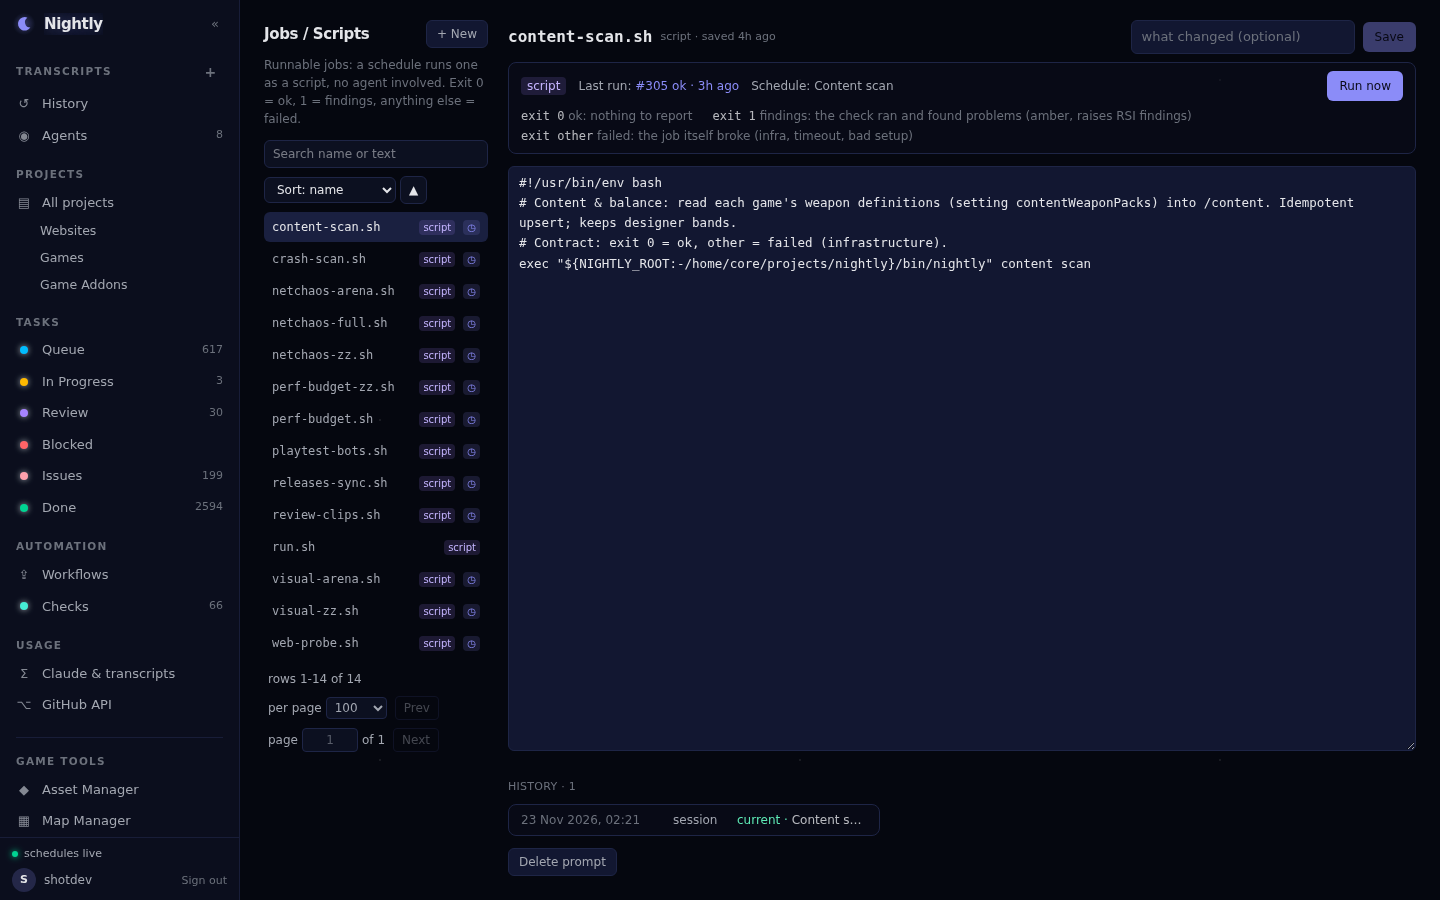 Nightly
«
TRANSCRIPTS
+
History
Agents 8
PROJECTS
All projects
Websites
Games
Game Addons
TASKS
Queue 617
In Progress 3
Review 30
Blocked
Issues 199
Done 2594
AUTOMATION
Workflows
Checks 66
USAGE
Σ Claude & transcripts
GitHub API
GAME TOOLS
Asset Manager
Map Manager
schedules live
S shotdev Sign out
Jobs / Scripts
+ New
Runnable jobs: a schedule runs one
as a script, no agent involved. Exit 0
= ok, 1 = findings, anything else =
failed.
Search name or text
Sort: name ▲
content-scan.sh script
crash-scan.sh script
netchaos-arena.sh script
netchaos-full.sh script
netchaos-zz.sh script
perf-budget-zz.sh script
perf-budget.sh script
playtest-bots.sh script
releases-sync.sh script
review-clips.sh script
run.sh script
visual-arena.sh script
visual-zz.sh script
web-probe.sh script
rows 1-14 of 14
per page 100 Prev
page 1 of 1 Next
content-scan.sh script · saved 4h ago
what changed (optional)
Save
script Last run: #305 ok · 3h ago Schedule: Content scan
Run now
exit 0 ok: nothing to report exit 1 findings: the check ran and found problems (amber, raises RSI findings)
exit other failed: the job itself broke (infra, timeout, bad setup)
#!/usr/bin/env bash
# Content & balance: read each game's weapon definitions (setting contentWeaponPacks) into /content. Idempotent
upsert; keeps designer bands.
# Contract: exit 0 = ok, other = failed (infrastructure).
exec "${NIGHTLY_ROOT:-/home/core/projects/nightly}/bin/nightly" content scan
HISTORY · 1
23 Nov 2026, 02:21 session current · Content s…
Delete prompt